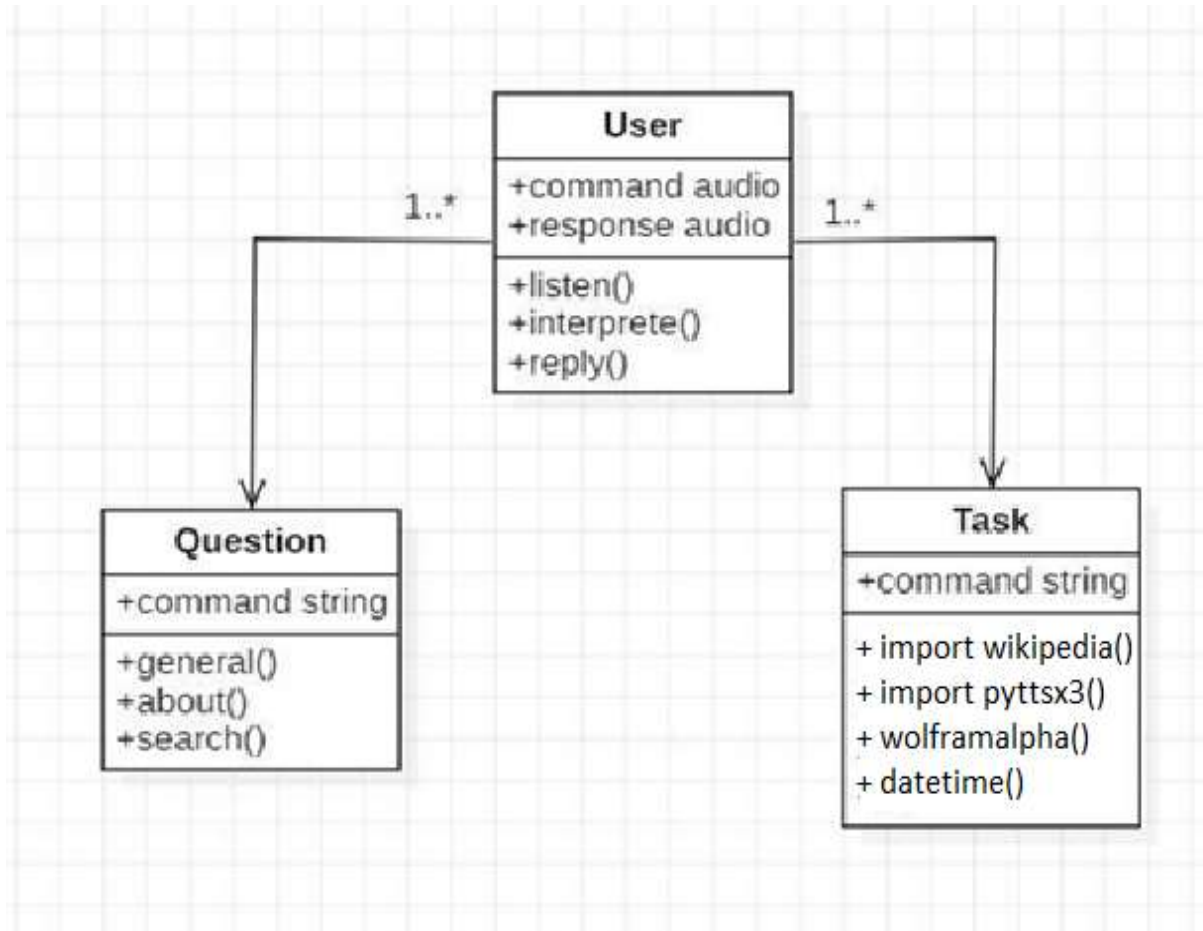 User
+command audio
+response audio
1..*
1..*
+listen()
+interprete()
+reply()
Question
+command string
+general()
+about()
+search()
Task
+command string
+ import wikipedia()
+ import pyttsx3()
+ wolframalpha()
+ datetime()